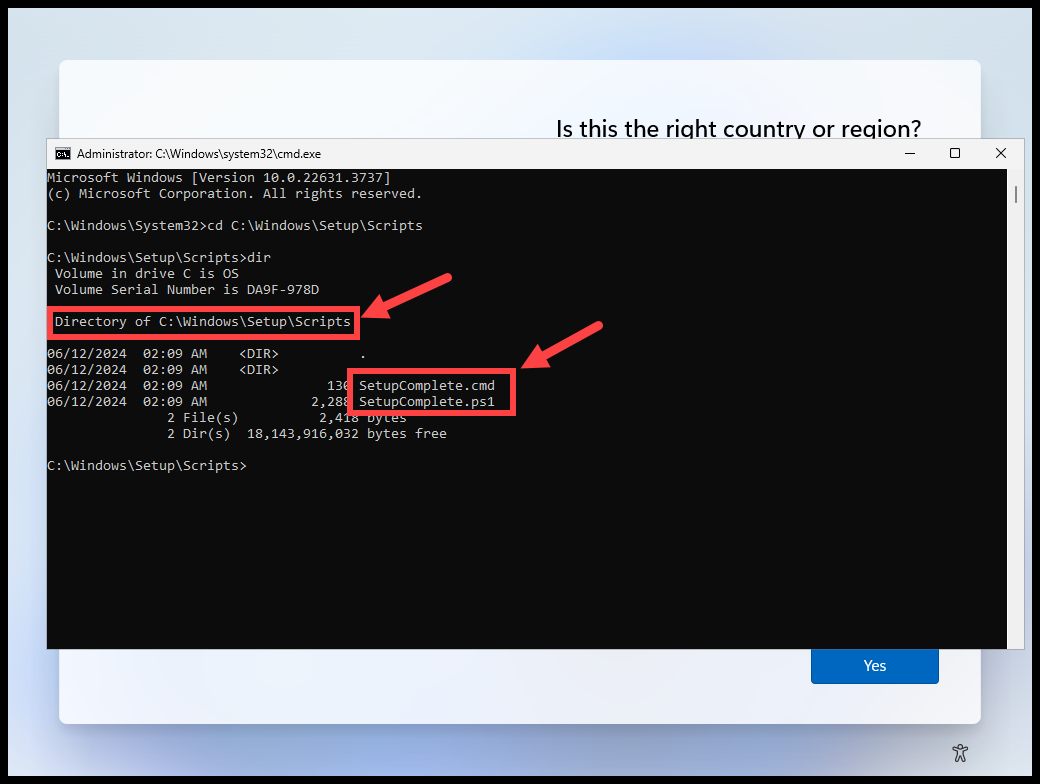 Is this the right country or region?
Administrator: C:\Windows\system32\cmd.exe
Microsoft Windows [Version 10.0.22631.3737]
(c) Microsoft Corporation. All rights reserved.
C:\Windows\System32>cd C:\Windows\Setup\Scripts
C:\Windows\Setup\Scripts>dir
Volume in drive C is OS
Volume Serial Number is DA9F-978D
Directory of C:\Windows\Setup\Scripts
06/12/2024  02:09 AM    <DIR>          .
06/12/2024  02:09 AM    <DIR>
06/12/2024  02:09 AM               130 SetupComplete.cmd
06/12/2024  02:09 AM             2,288 SetupComplete.ps1
2 File(s)          2,418 bytes
2 Dir(s)  18,143,916,032 bytes free
C:\Windows\Setup\Scripts>
Yes